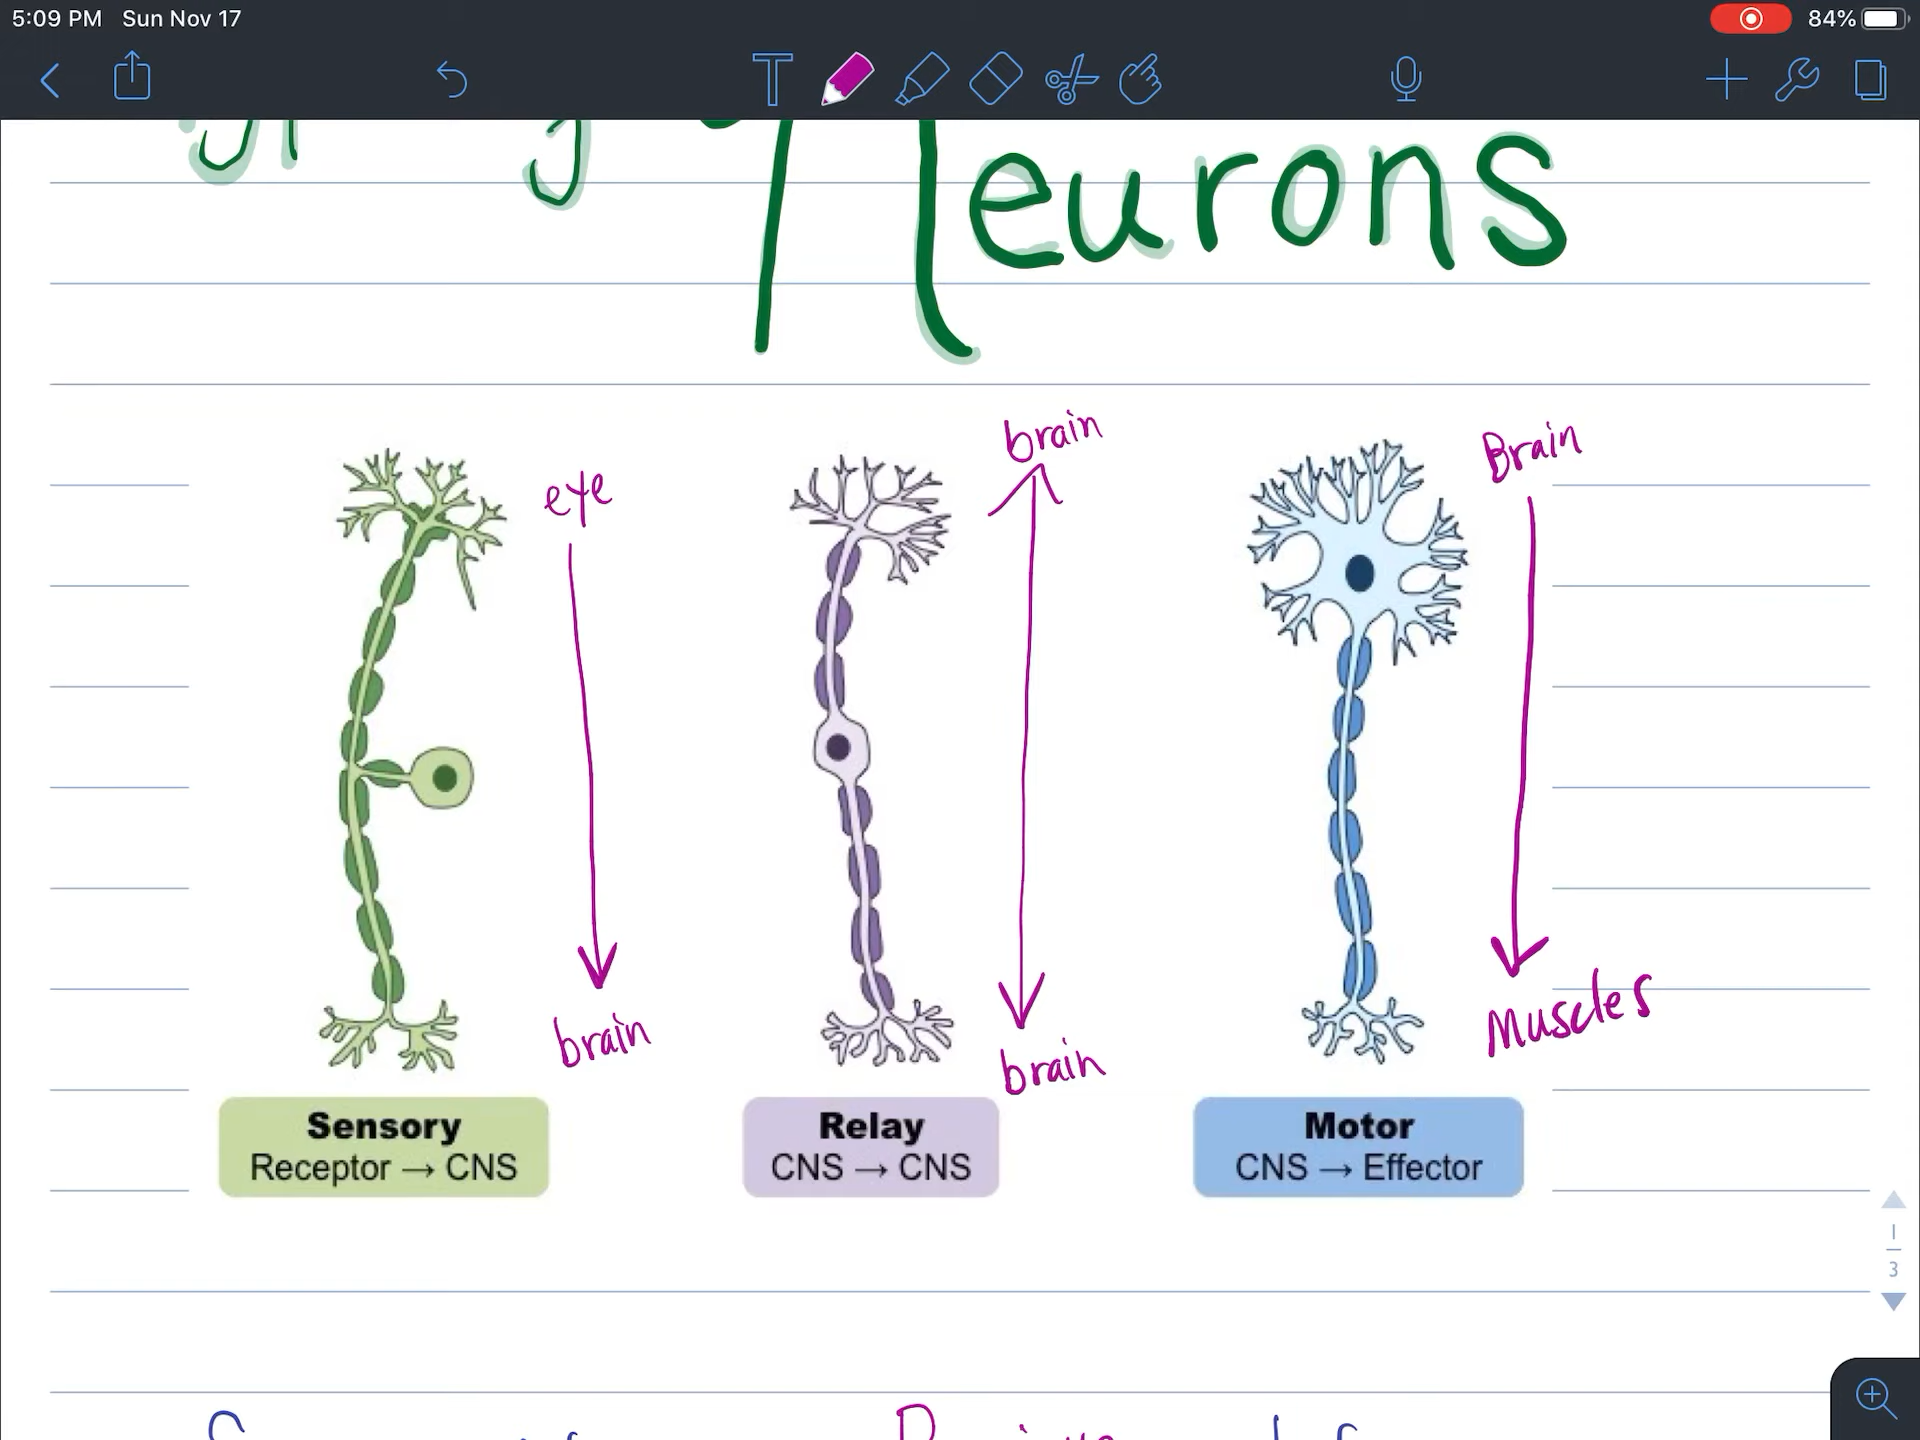 5:09 PM Sun Nov 17
84%
Neurons
eye
brain
Brain
brain
brain
Muscles
Sensory
Receptor → CNS
Relay
CNS → CNS
Motor
CNS → Effector
1
3